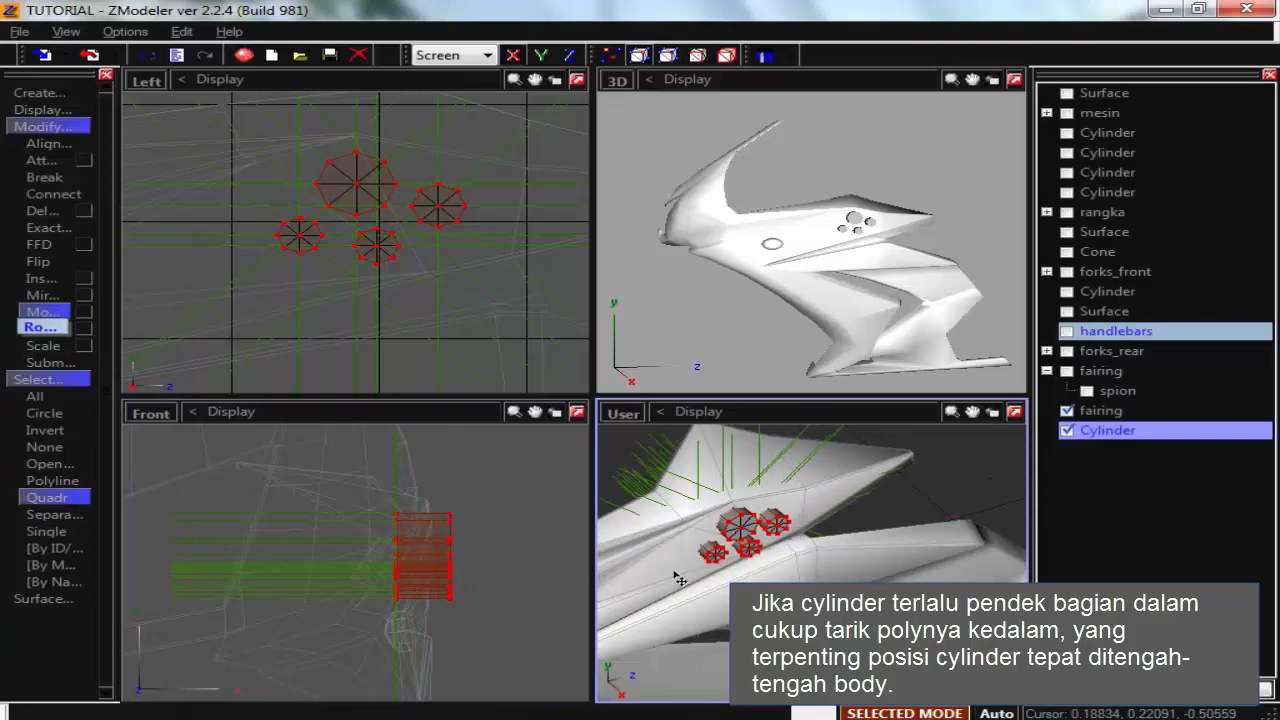 TUTORIAL - ZModeler ver 2.2.4 (Build 981)
File View Options Edit Help
Screen X Y Z
Create...
Display...
Modify...
Align...
Att...
Break
Connect
Del...
Exact...
FFD
Flip
Ins...
Mir...
Mo...
Ro...
Scale
Subm...
Select...
All
Circle
Invert
None
Open...
Polyline
Quadr
Separa...
Single
[By ID/...
[By M...
[By Na...
Surface...
Left < Display
z
3D < Display
y
z
x
Front < Display
z
x
User < Display
y
z
x
Surface
mesin
Cylinder
Cylinder
Cylinder
Cylinder
rangka
Surface
Cone
forks_front
Cylinder
Surface
handlebars
forks_rear
fairing
spion
fairing
Cylinder
Jika cylinder terlalu pendek bagian dalam
cukup tarik polynya kedalam, yang
terpenting posisi cylinder tepat ditengah-
tengah body.
SELECTED MODE Auto Cursor: 0.18834, 0.22091, -0.50559